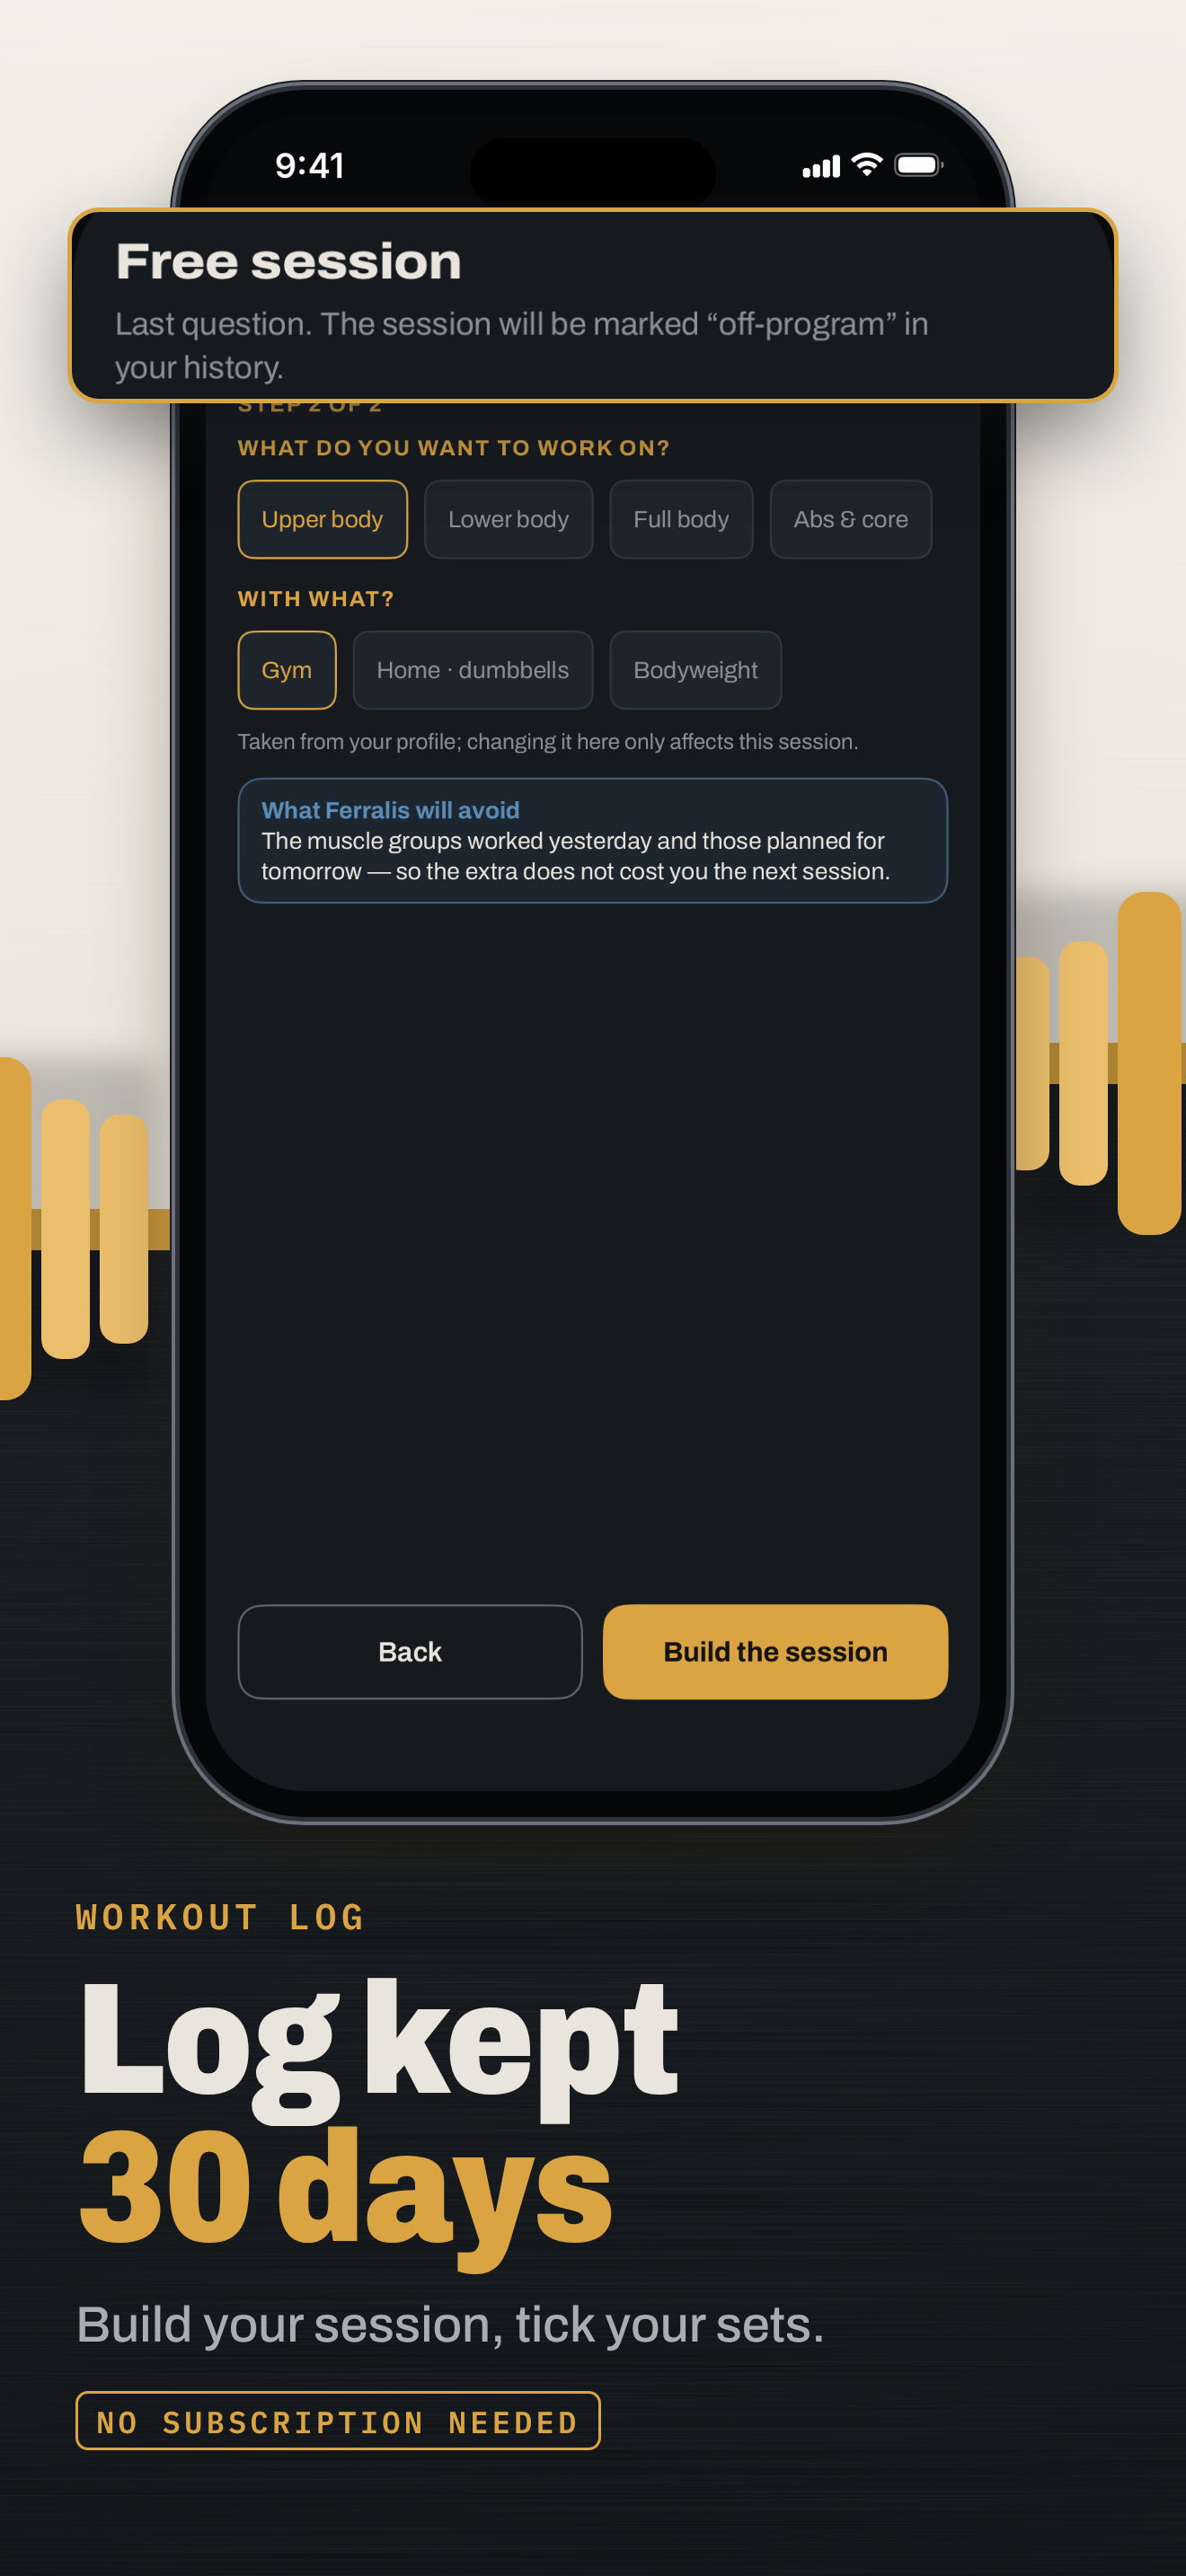 9:41
Free session
Last question. The session will be marked “off-program” in
your history.
STEP 2 OF 2
WHAT DO YOU WANT TO WORK ON?
Upper body
Lower body
Full body
Abs & core
WITH WHAT?
Gym
Home · dumbbells
Bodyweight
Taken from your profile; changing it here only affects this session.
What Ferralis will avoid
The muscle groups worked yesterday and those planned for
tomorrow — so the extra does not cost you the next session.
Back
Build the session
WORKOUT LOG
Log kept
30 days
Build your session, tick your sets.
NO SUBSCRIPTION NEEDED